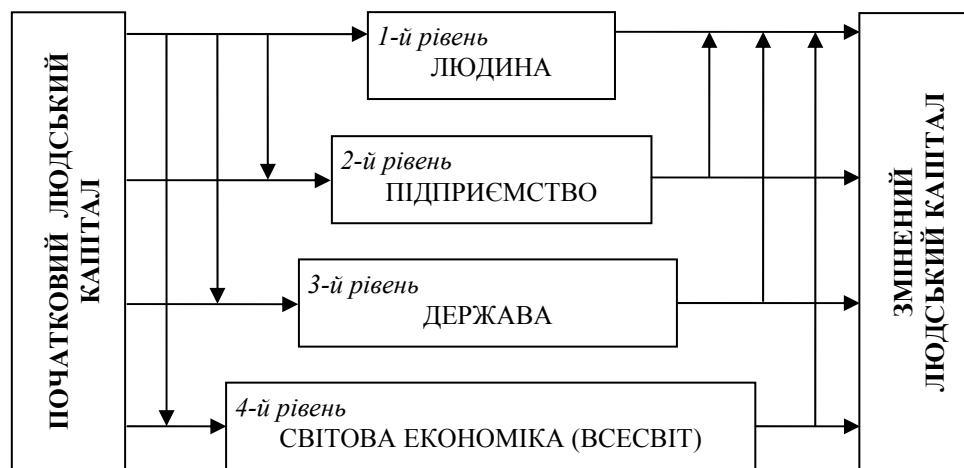 ПОЧАТКОВИЙ ЛЮДСЬКИЙ
КАПІТАЛ
1-й рівень
ЛЮДИНА
2-й рівень
ПІДПРИЄМСТВО
3-й рівень
ДЕРЖАВА
4-й рівень
СВІТОВА ЕКОНОМІКА (ВСЕСВІТ)
ЗМІНЕНИЙ
ЛЮДСЬКИЙ КАПІТАЛ